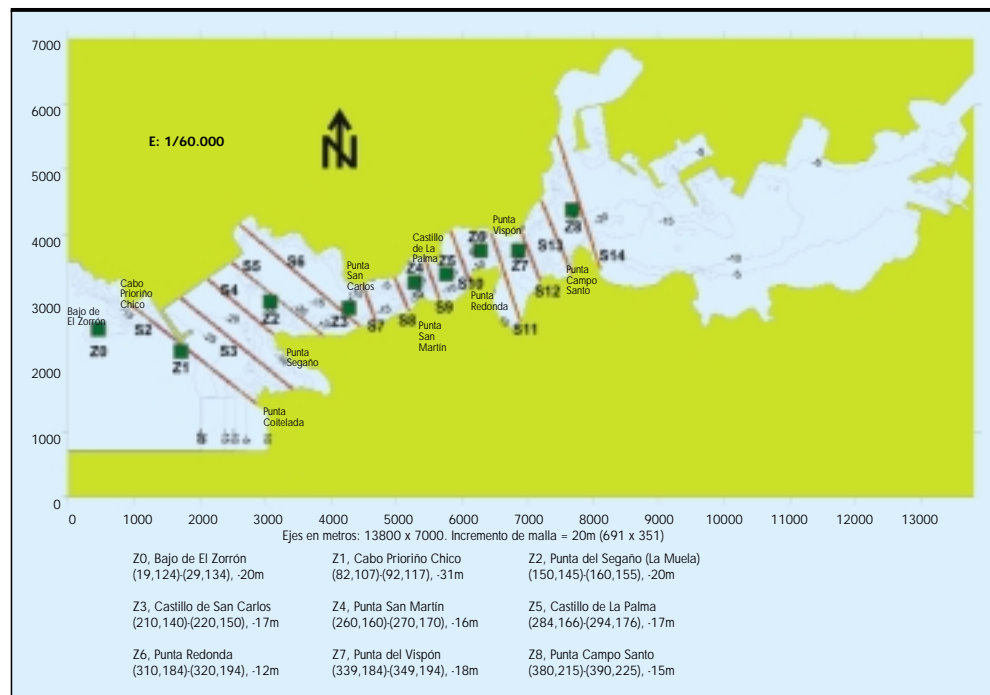 7000
6000
5000
4000
3000
2000
1000
0
E: 1/60.000
N
Cabo
Prioriño
Chico
Bajo de
El Zorrón
Z0
S2
Z1
S3
S4
S5
S6
Z2
Z3
Punta
Segaño
Punta
Coitelada
Punta
San
Carlos
S7
S8
Castillo
de La
Palma
Z4
Z5
S9
S10
Punta
San
Martín
Punta
Redonda
Z6
Punta
Vispón
Z7
S11
S12
S13
Punta
Campo
Santo
Z8
S14
-5
-5
-15
-10
-5
0 1000 2000 3000 4000 5000 6000 7000 8000 9000 10000 11000 12000 13000
Ejes en metros: 13800 x 7000. Incremento de malla = 20m (691 x 351)
Z0, Bajo de El Zorrón
(19,124)-(29,134), -20m
Z1, Cabo Prioriño Chico
(82,107)-(92,117), -31m
Z2, Punta del Segaño (La Muela)
(150,145)-(160,155), -20m
Z3, Castillo de San Carlos
(210,140)-(220,150), -17m
Z4, Punta San Martín
(260,160)-(270,170), -16m
Z5, Castillo de La Palma
(284,166)-(294,176), -17m
Z6, Punta Redonda
(310,184)-(320,194), -12m
Z7, Punta del Vispón
(339,184)-(349,194), -18m
Z8, Punta Campo Santo
(380,215)-(390,225), -15m